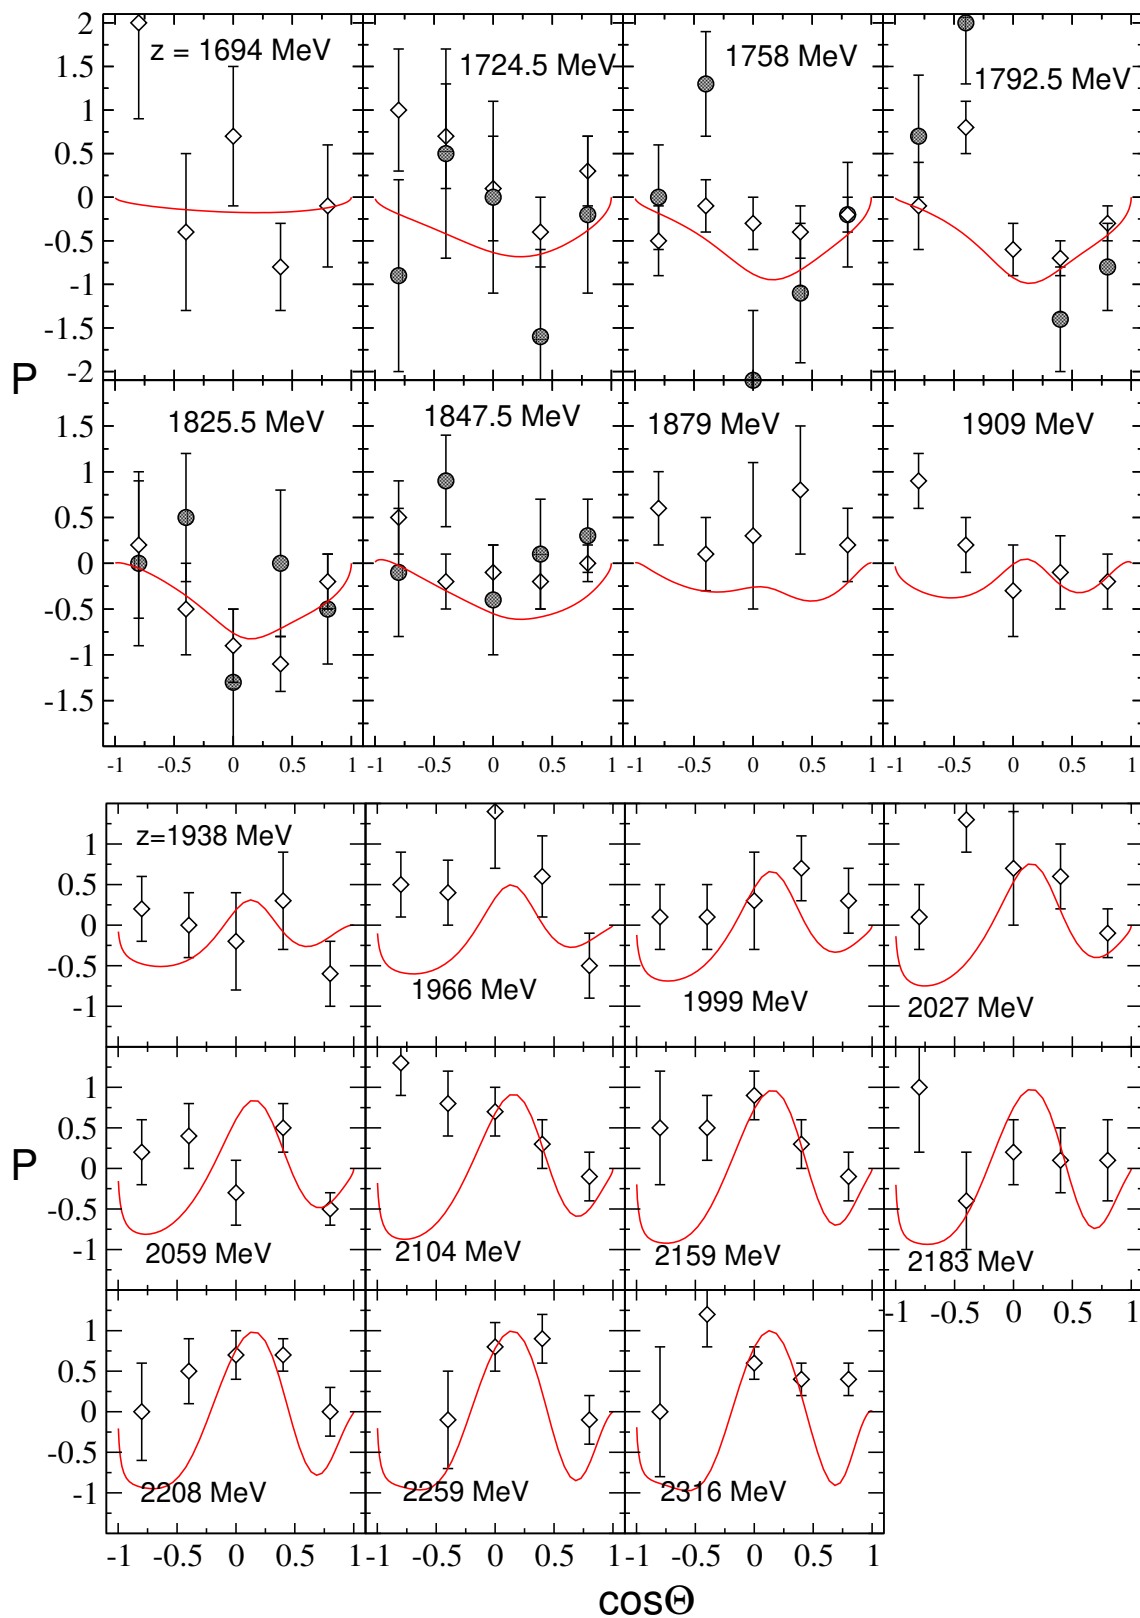 2
1.5
1
0.5
0
-0.5
-1
-1.5
-2
z = 1694 MeV
1724.5 MeV
1758 MeV
1792.5 MeV
P
1.5
1
0.5
0
-0.5
-1
-1.5
1825.5 MeV
1847.5 MeV
1879 MeV
1909 MeV
-1 -0.5 0 0.5 1 -1 -0.5 0 0.5 1 -1 -0.5 0 0.5 1 -1 -0.5 0 0.5 1
1
0.5
0
-0.5
-1
z=1938 MeV
1966 MeV
1999 MeV
2027 MeV
P
1
0.5
0
-0.5
-1
2059 MeV
2104 MeV
2159 MeV
2183 MeV
-1 -0.5 0 0.5 1
1
0.5
0
-0.5
-1
2208 MeV
2259 MeV
2316 MeV
-1 -0.5 0 0.5 1 -1 -0.5 0 0.5 1 -1 -0.5 0 0.5 1
cosΘ